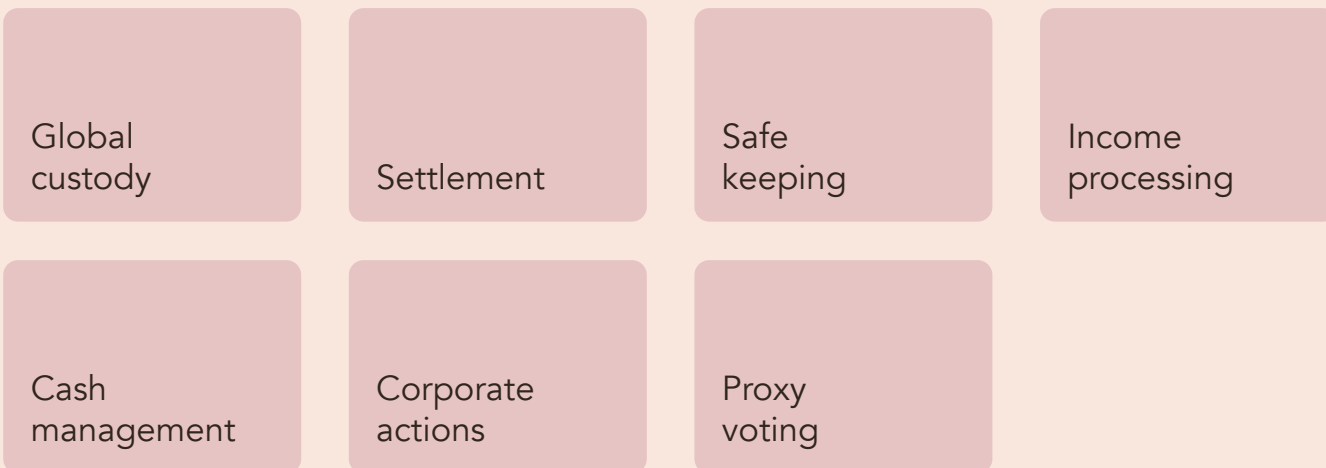 Global
custody
Settlement
Safe
keeping
Income
processing
Cash
management
Corporate
actions
Proxy
voting